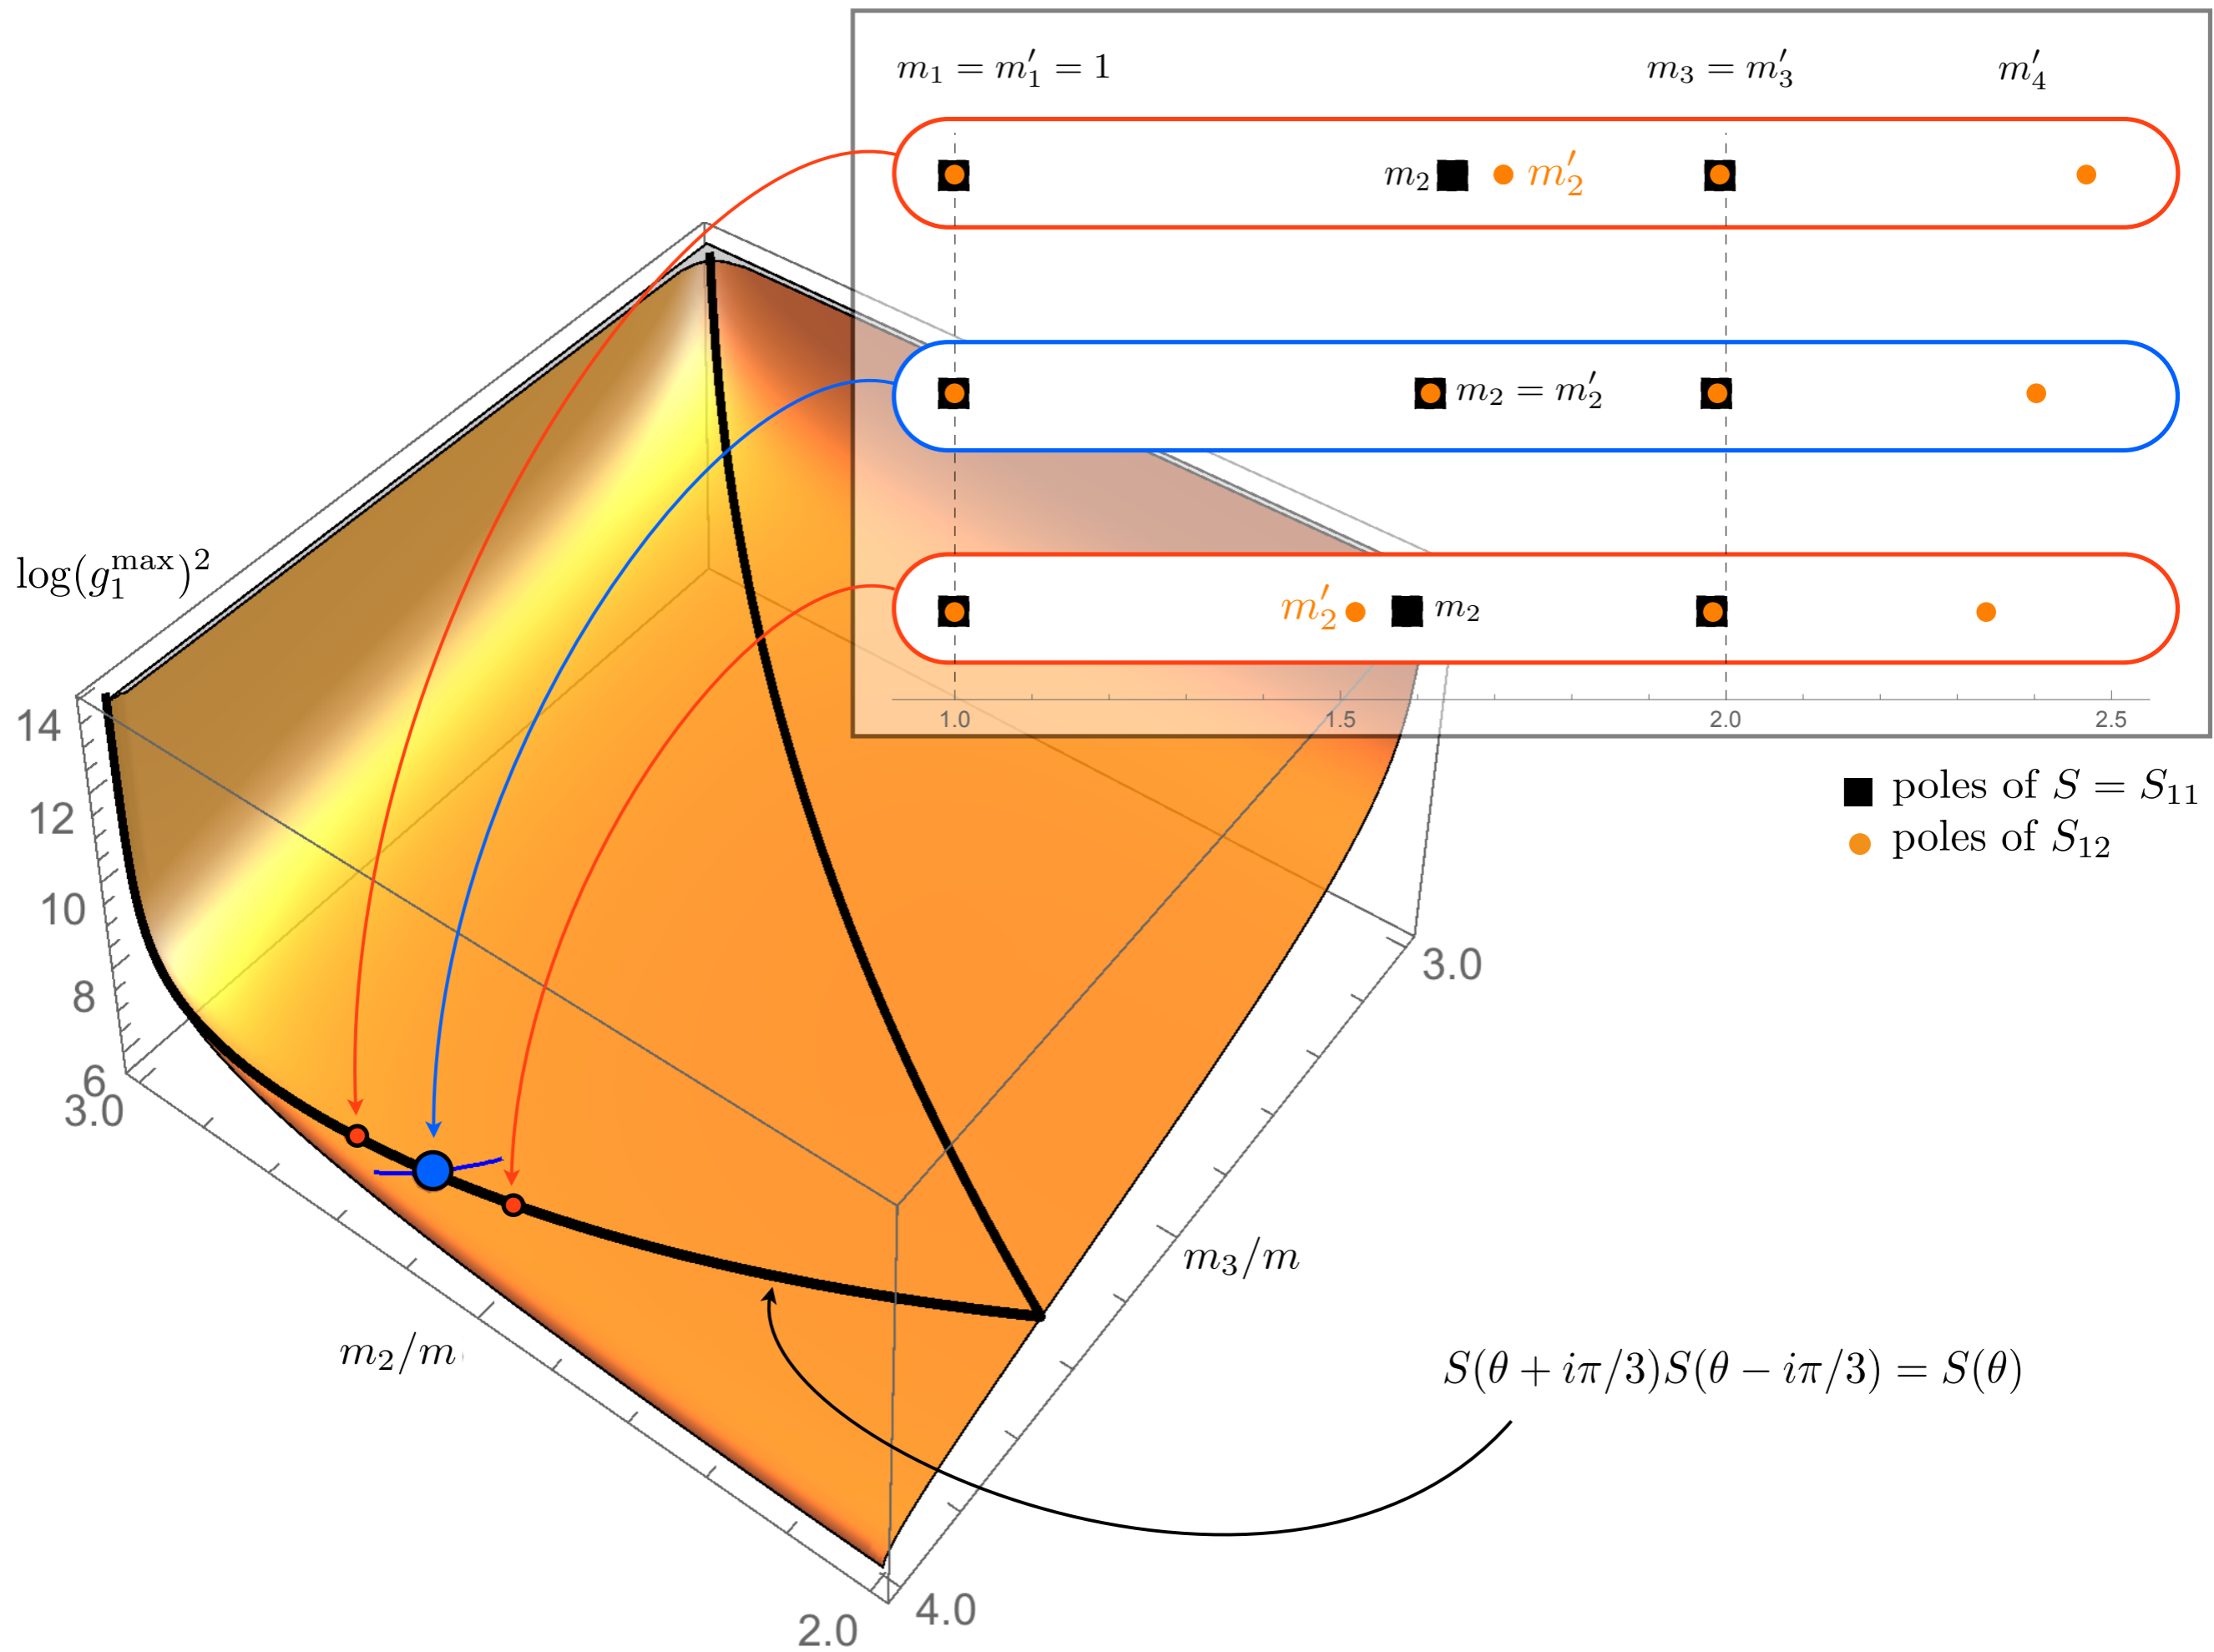 m₁ = m′₁ = 1
m₃ = m′₃
m′₄
m₂
m′₂
m₂ = m′₂
m′₂
m₂
1.0
1.5
2.0
2.5
poles of S = S₁₁
poles of S₁₂
log(g₁^max)²
14
12
10
8
6
3.0
m₂/m
2.0
3.0
m₃/m
4.0
S(θ + iπ/3)S(θ − iπ/3) = S(θ)